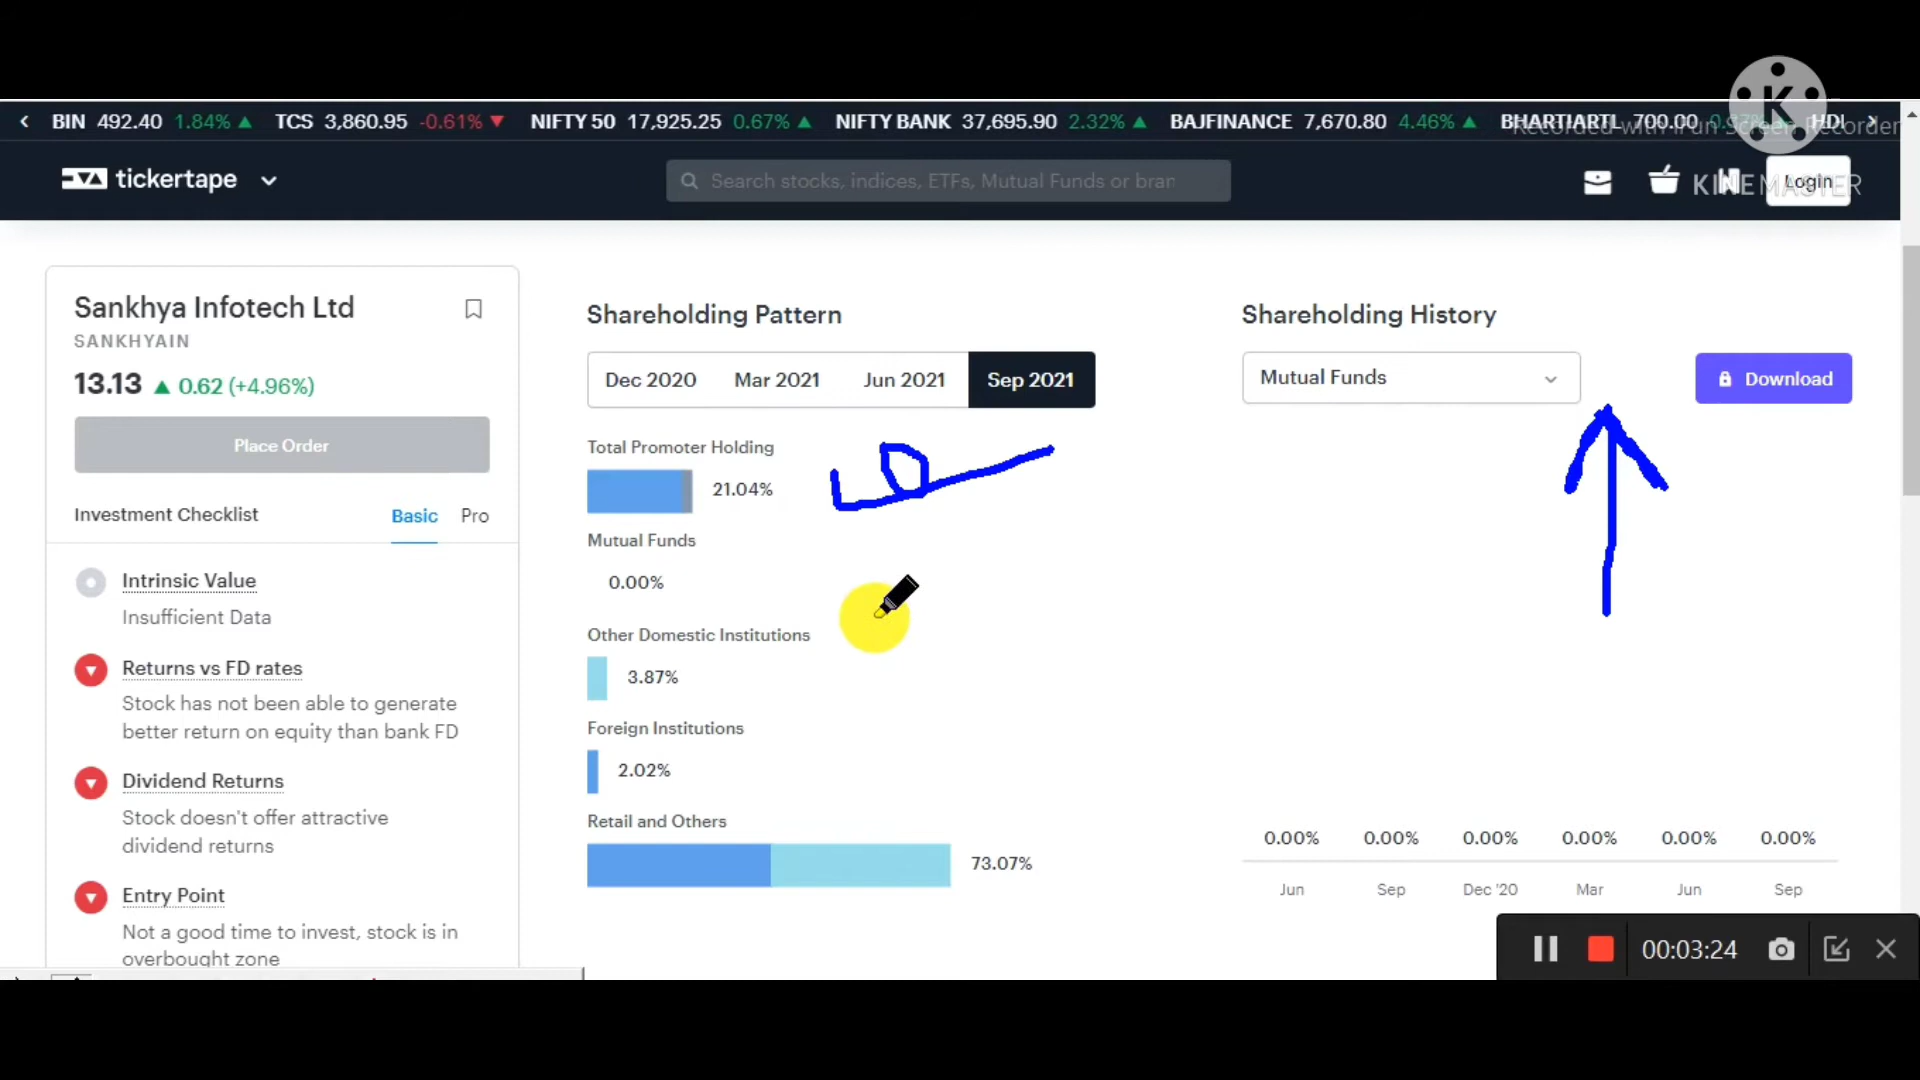 BIN 492.40 1.84% TCS 3,860.95 -0.61% NIFTY 50 17,925.25 0.67% NIFTY BANK 37,695.90 2.32% BAJFINANCE 7,670.80 4.46% BHARTIARTL 700.00 HDI
K
Recorded with iTun Screen Recorder
tickertape
Search stocks, indices, ETFs, Mutual Funds or bran
Login
KINEMASTER
Sankhya Infotech Ltd
SANKHYAIN
13.13 0.62 (+4.96%)
Place Order
Investment Checklist Basic Pro
Intrinsic Value
Insufficient Data
Returns vs FD rates
Stock has not been able to generate
better return on equity than bank FD
Dividend Returns
Stock doesn't offer attractive
dividend returns
Entry Point
Not a good time to invest, stock is in
overbought zone
Shareholding Pattern
Dec 2020 Mar 2021 Jun 2021 Sep 2021
Total Promoter Holding
21.04%
Mutual Funds
0.00%
Other Domestic Institutions
3.87%
Foreign Institutions
2.02%
Retail and Others
73.07%
Shareholding History
Mutual Funds
Download
0.00% 0.00% 0.00% 0.00% 0.00% 0.00%
Jun Sep Dec '20 Mar Jun Sep
00:03:24